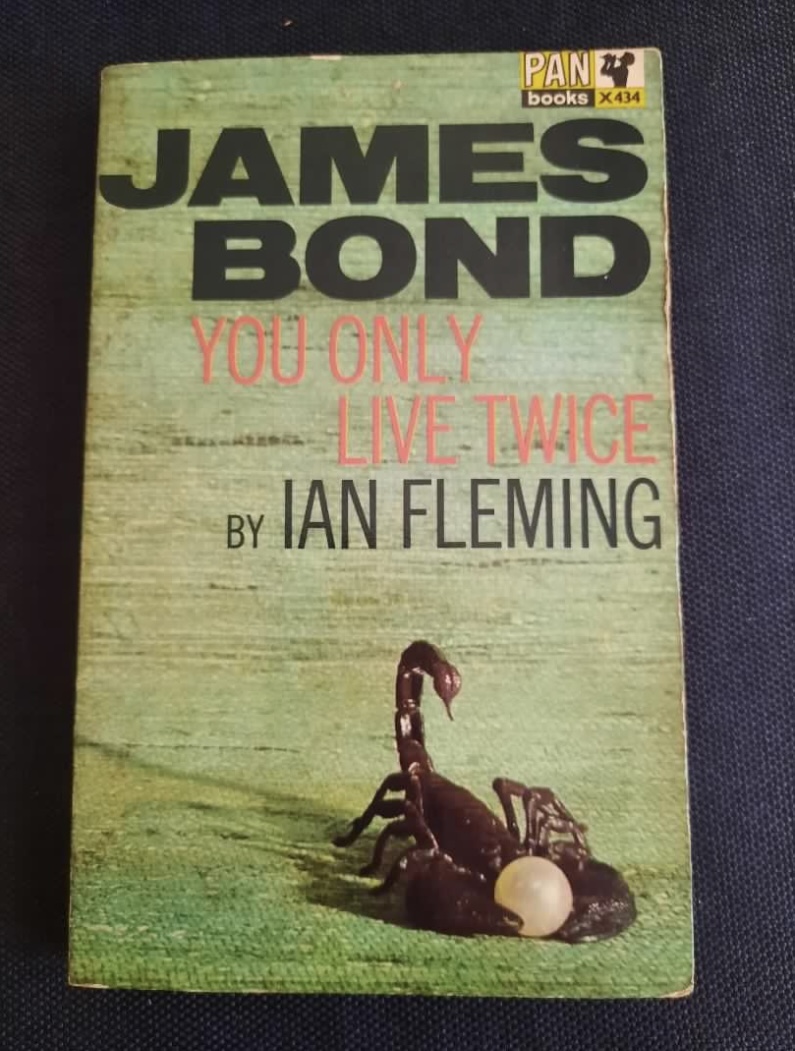 PAN
books X434
JAMES
BOND
YOU ONLY
LIVE TWICE
BY IAN FLEMING